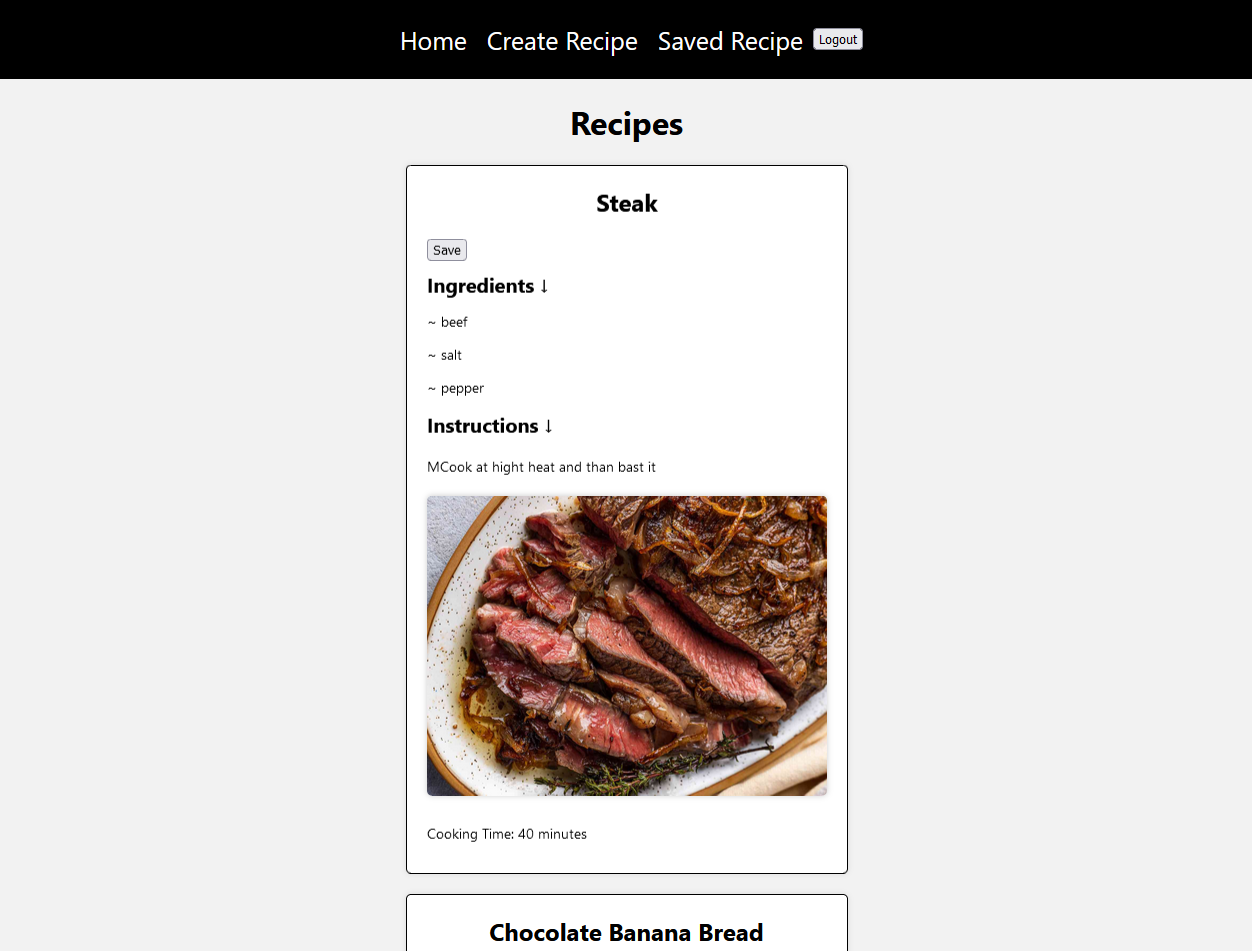 Home Create Recipe Saved Recipe Logout
Recipes
Steak
Save
Ingredients ↓
~ beef
~ salt
~ pepper
Instructions ↓
MCook at hight heat and than bast it
Cooking Time: 40 minutes
Chocolate Banana Bread